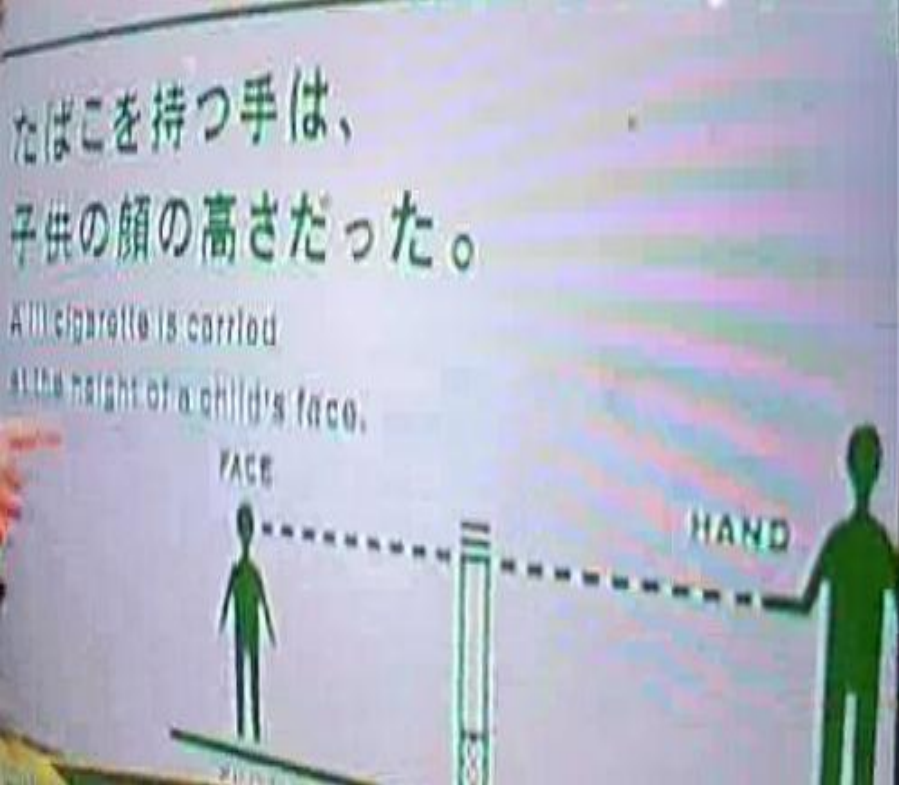 たばこを持つ手は、
子供の顔の高さだった。
A lit cigarette is carried
at the height of a child's face.
FACE
HAND